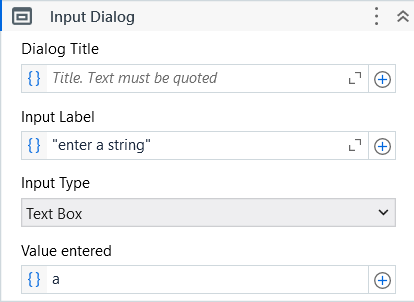 Input Dialog
Dialog Title
{} Title. Text must be quoted
Input Label
{} "enter a string"
Input Type
Text Box
Value entered
{} a